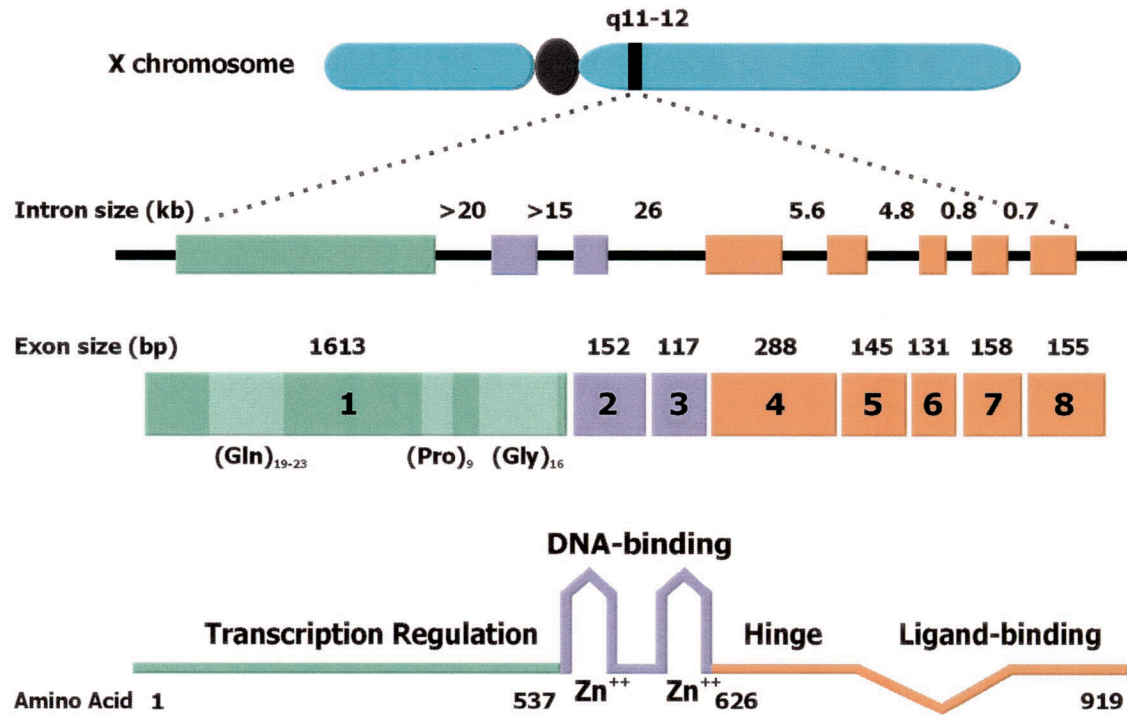 q11-12
X chromosome
Intron size (kb) >20 >15 26 5.6 4.8 0.8 0.7
Exon size (bp) 1613 152 117 288 145 131 158 155
1 2 3 4 5 6 7 8
(Gln)19-23 (Pro)9 (Gly)16
DNA-binding
Transcription Regulation Hinge Ligand-binding
Zn++ Zn++
Amino Acid 1 537 626 919